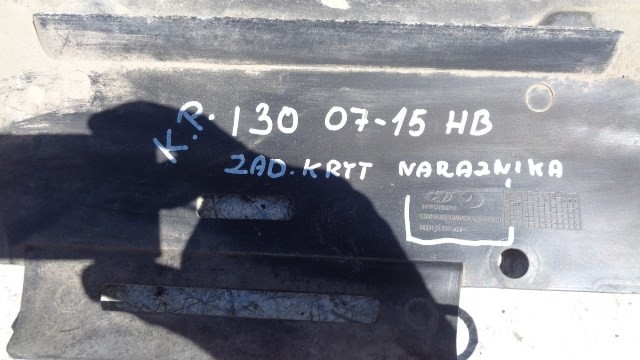 K.P. I30 07-15 HB
ZAD. KRYT NARAZNIKA